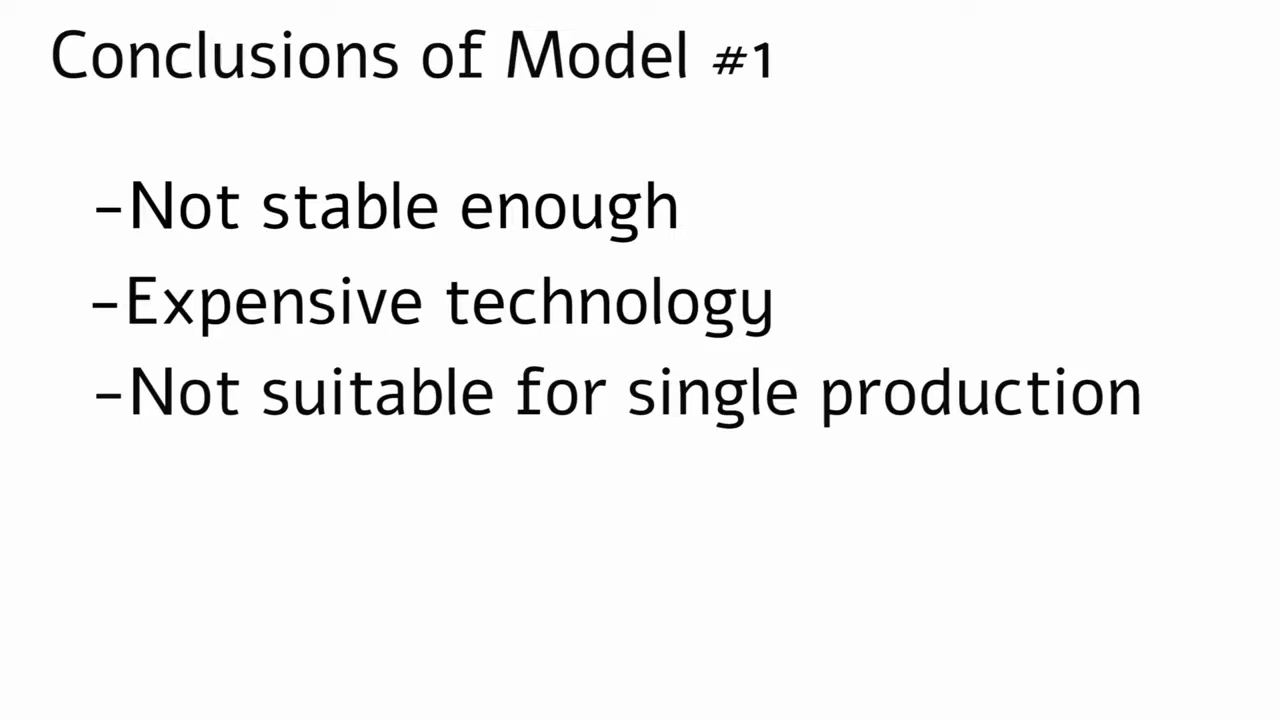 Conclusions of Model #1
-Not stable enough
-Expensive technology
-Not suitable for single production